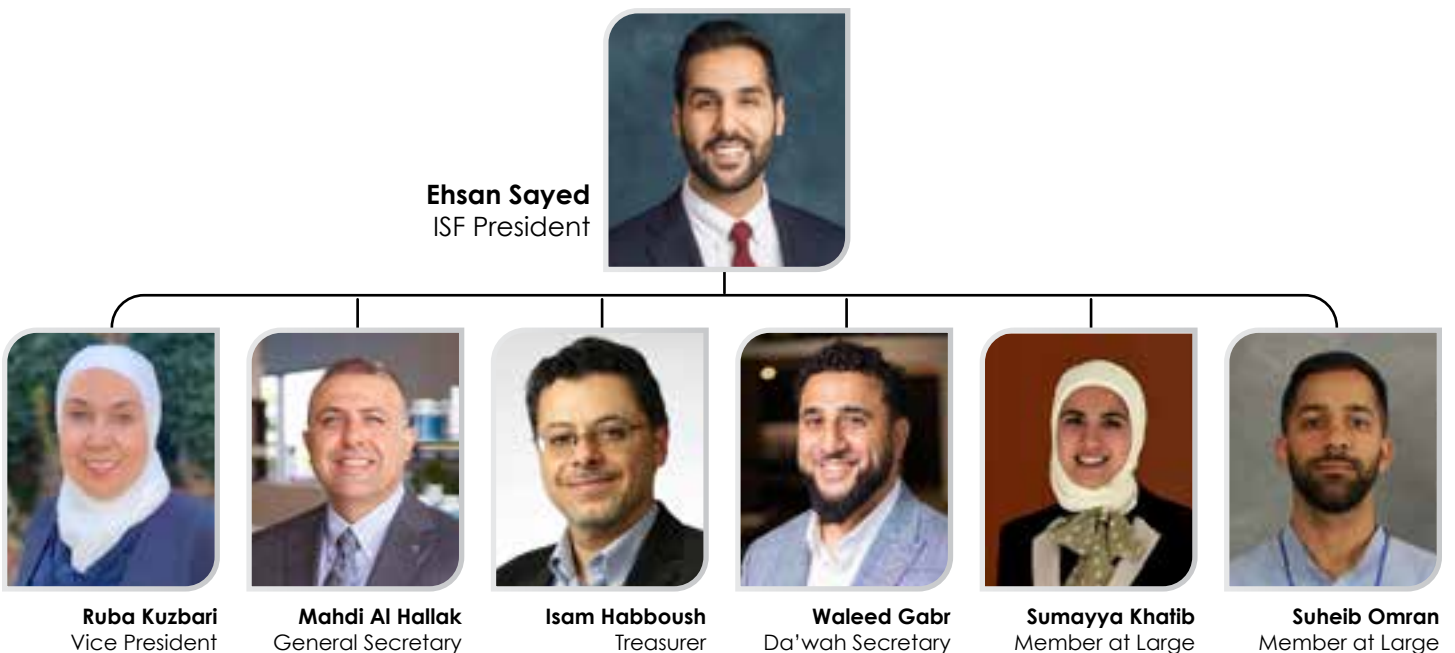 Ehsan Sayed
ISF President
Ruba Kuzbari
Vice President
Mahdi Al Hallak
General Secretary
Isam Habboush
Treasurer
Waleed Gabr
Da’wah Secretary
Sumayya Khatib
Member at Large
Suheib Omran
Member at Large